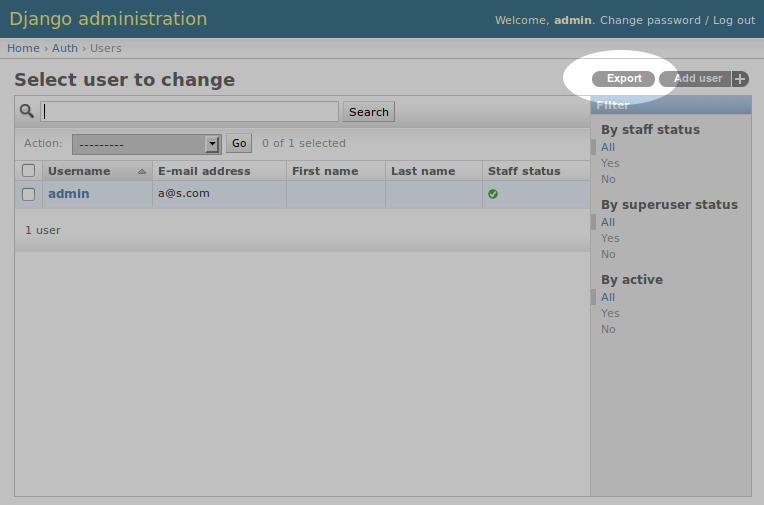 Django administration
Welcome, admin. Change password / Log out
Home › Auth › Users
Select user to change
Export
Add user
Search
Filter
Action: --------- Go 0 of 1 selected
By staff status
All
Yes
No
Username E-mail address First name Last name Staff status
admin a@s.com
1 user
By superuser status
All
Yes
No
By active
All
Yes
No